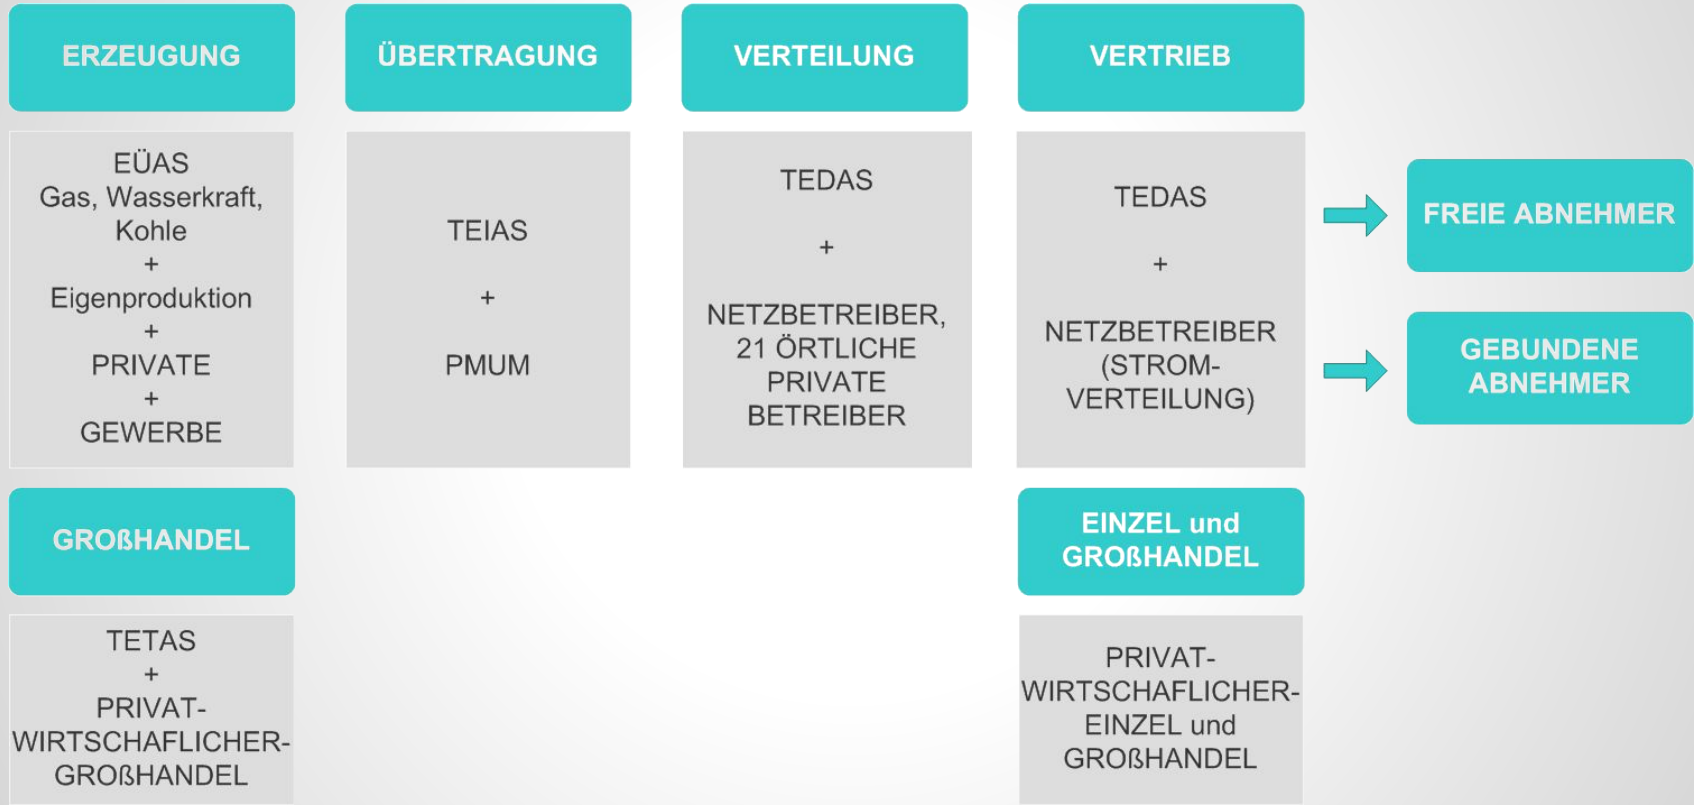 ERZEUGUNG
EÜAS
Gas, Wasserkraft,
Kohle
+
Eigenproduktion
+
PRIVATE
+
GEWERBE
ÜBERTRAGUNG
TEIAS
+
PMUM
VERTEILUNG
TEDAS
+
NETZBETREIBER,
21 ÖRTLICHE
PRIVATE
BETREIBER
VERTRIEB
TEDAS
+
NETZBETREIBER
(STROM-
VERTEILUNG)
FREIE ABNEHMER
GEBUNDENE
ABNEHMER
GROßHANDEL
TETAS
+
PRIVAT-
WIRTSCHAFLICHER-
GROßHANDEL
EINZEL und
GROßHANDEL
PRIVAT-
WIRTSCHAFLICHER-
EINZEL und
GROßHANDEL